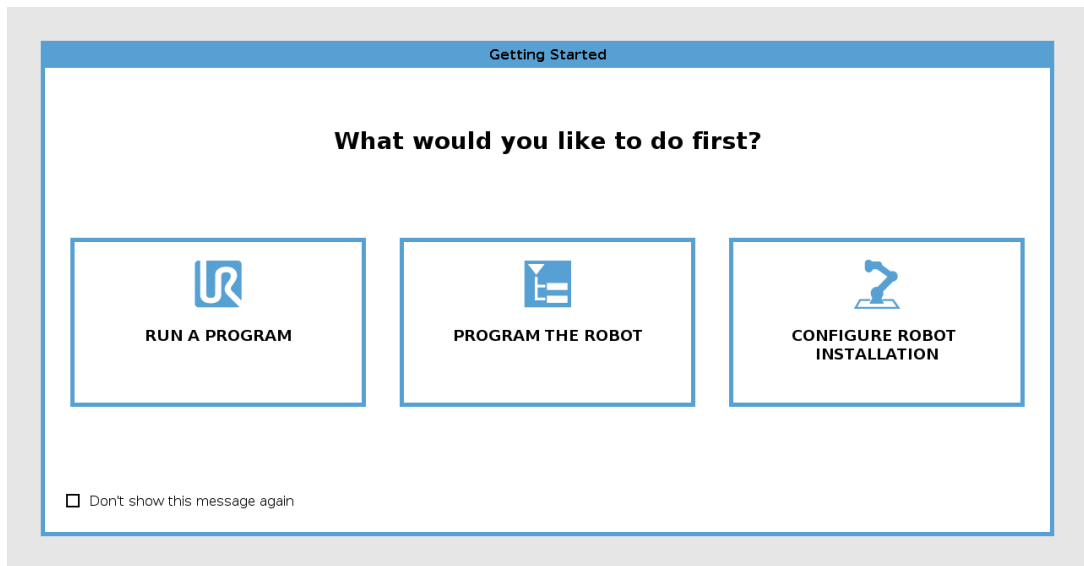 Getting Started
What would you like to do first?
RUN A PROGRAM
PROGRAM THE ROBOT
CONFIGURE ROBOT
INSTALLATION
Don't show this message again